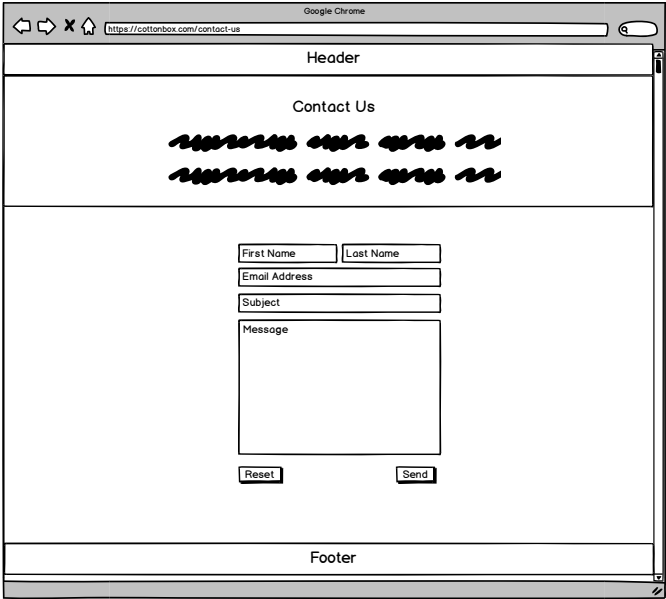 Google Chrome
https://cottonbox.com/contact-us
Header
Contact Us
First Name Last Name
Email Address
Subject
Message
Reset Send
Footer